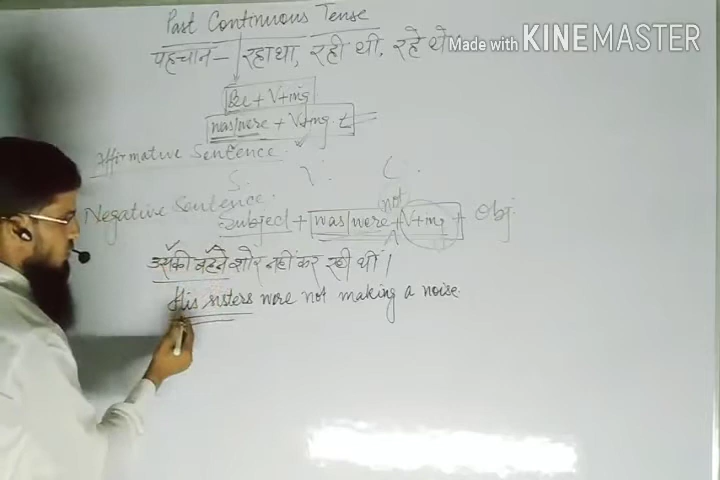 Past Continuous Tense
पहचान - रहा था, रही थी, रहे थे
Made with KINEMASTER
Be + V+ing
was/were + V+ing +
Affirmative Sentence
S. V. C.
Negative Sentence
not
Subject + was/were + V+ing + Obj.
उसकी बहनें शोर नहीं कर रही थीं।
His sisters were not making a noise.